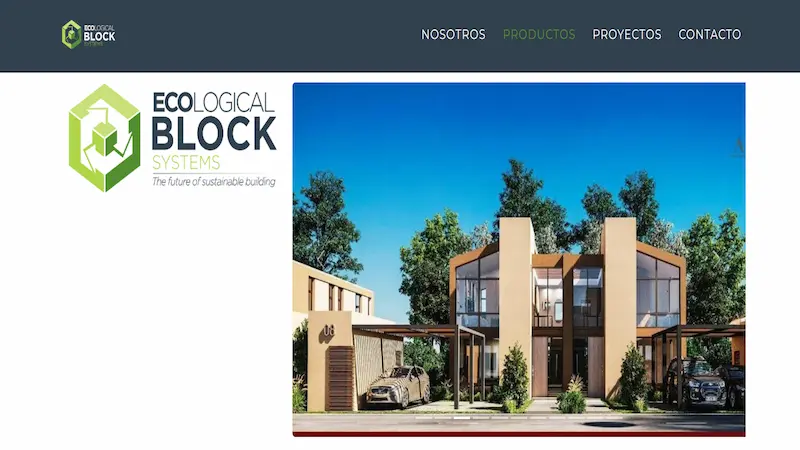 ECOLOGICAL
BLOCK
SYSTEMS
NOSOTROS PRODUCTOS PROYECTOS CONTACTO
ECOLOGICAL
BLOCK
SYSTEMS
The future of sustainable building
08